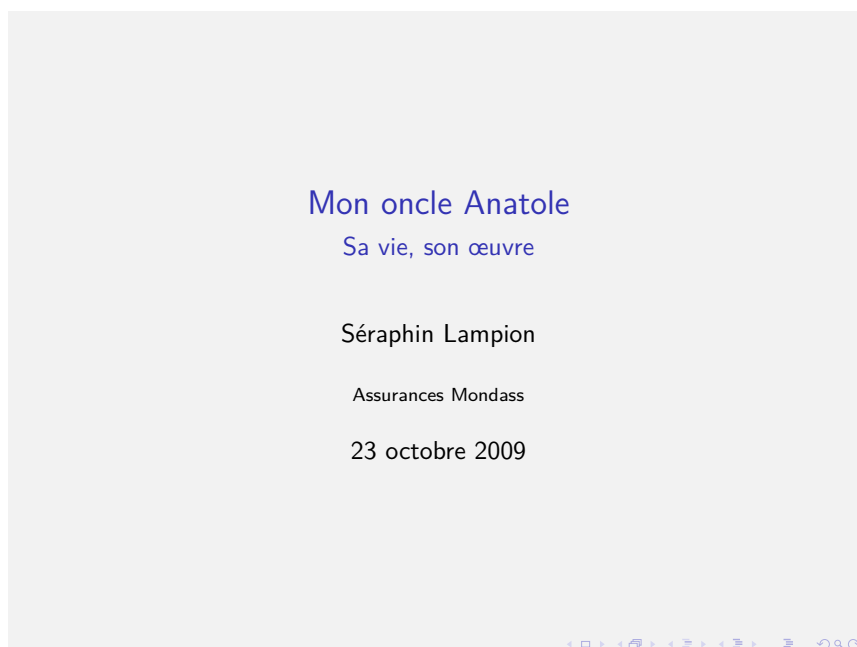 Mon oncle Anatole
Sa vie, son œuvre
Séraphin Lampion
Assurances Mondass
23 octobre 2009